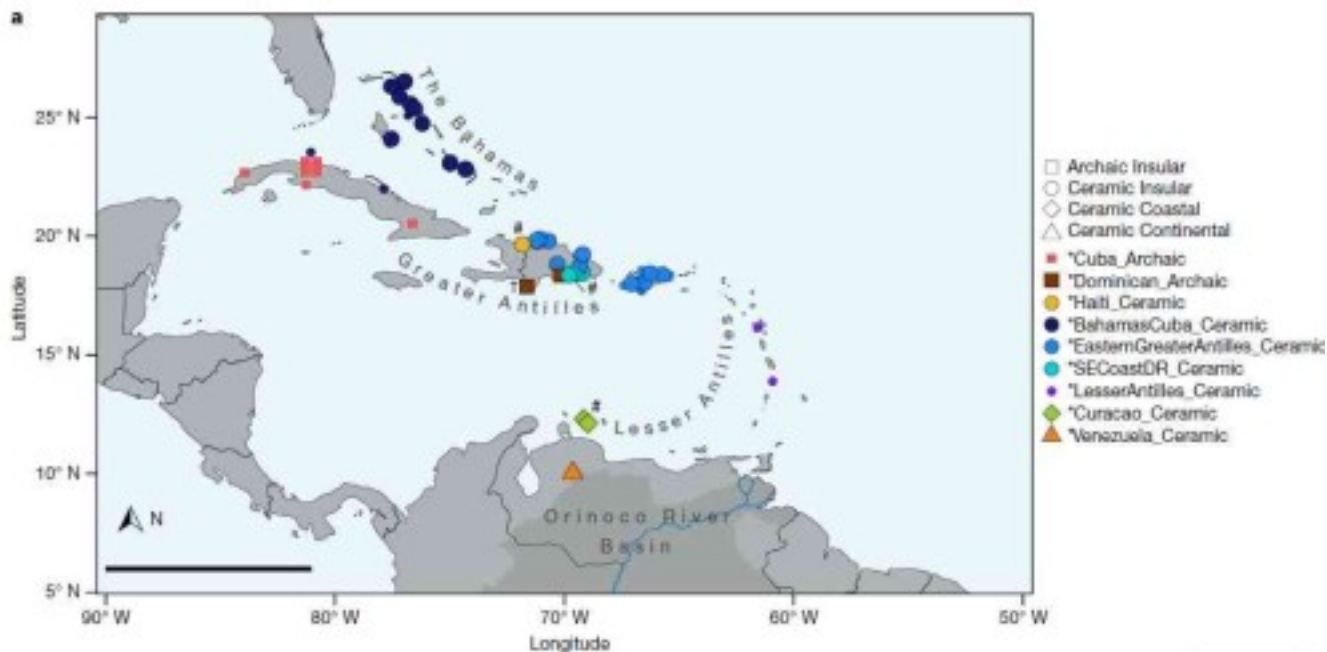 a
Latitude
25° N
20° N
15° N
10° N
5° N
90° W
80° W
70° W
60° W
50° W
Longitude
The Bahamas
Greater Antilles
Lesser Antilles
Orinoco River
Basin
N
#
#
Archaic Insular
Ceramic Insular
Ceramic Coastal
Ceramic Continental
*Cuba_Archaic
*Dominican_Archaic
*Haiti_Ceramic
*BahamasCuba_Ceramic
*EasternGreaterAntilles_Ceramic
*SECoastDR_Ceramic
*LesserAntilles_Ceramic
*Curacao_Ceramic
*Venezuela_Ceramic